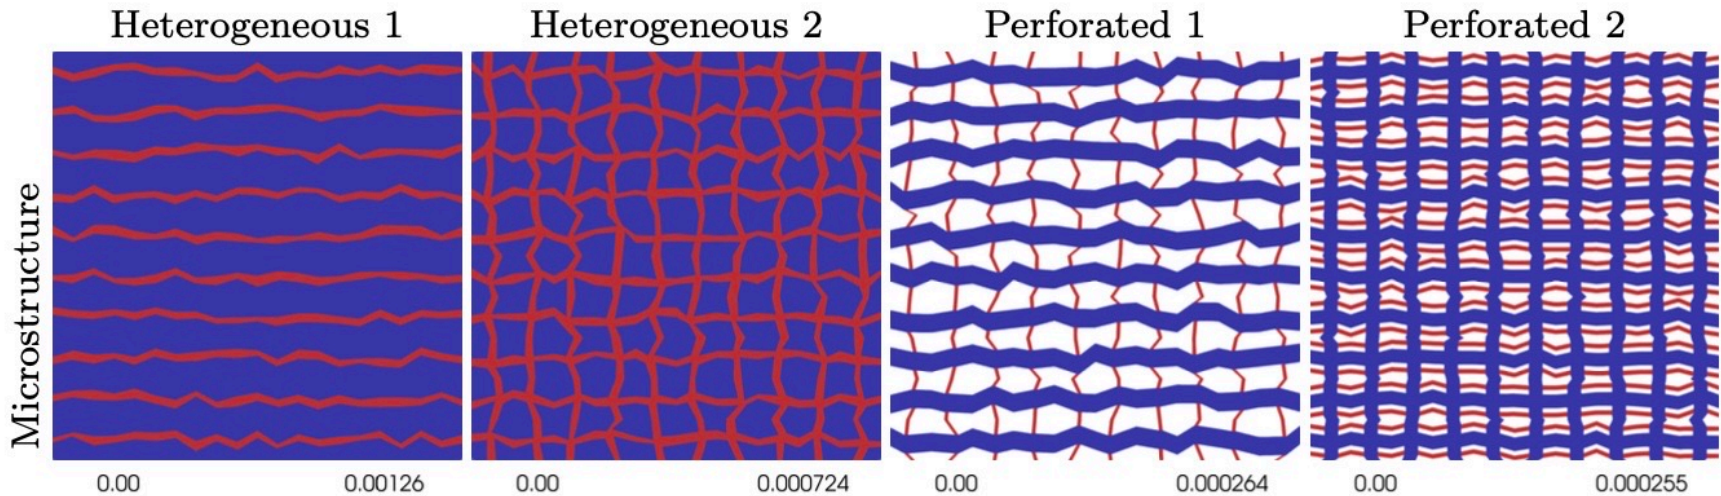 Heterogeneous 1 Heterogeneous 2 Perforated 1 Perforated 2
Microstructure
0.00 0.00126 0.00 0.000724 0.00 0.000264 0.00 0.000255